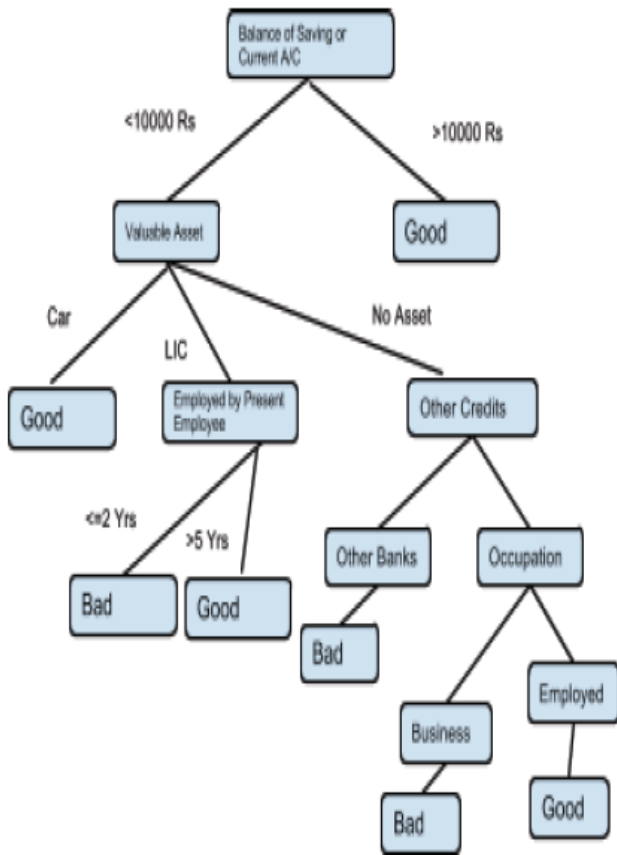 Balance of Saving or
Current A/C
<10000 Rs
>10000 Rs
Valuable Asset
Good
Car
LIC
No Asset
Good
Employed by Present
Employee
Other Credits
<=2 Yrs
>5 Yrs
Other Banks
Occupation
Bad
Good
Bad
Employed
Business
Bad
Good